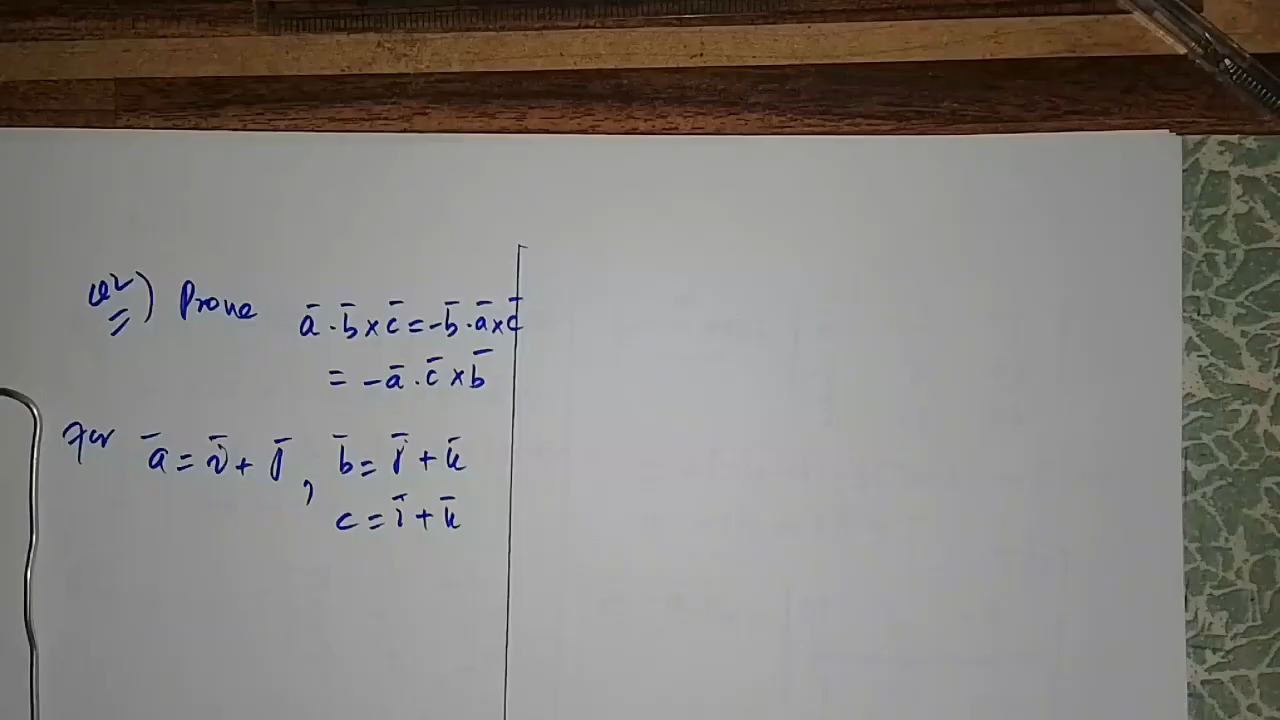 Q2) Prove a̅ · b̅ × c̅ = -b̅ · a̅ × c̅
= -a̅ · c̅ × b̅
For a̅ = i̅ + j̅ , b̅ = j̅ + k̅
c = i̅ + k̅